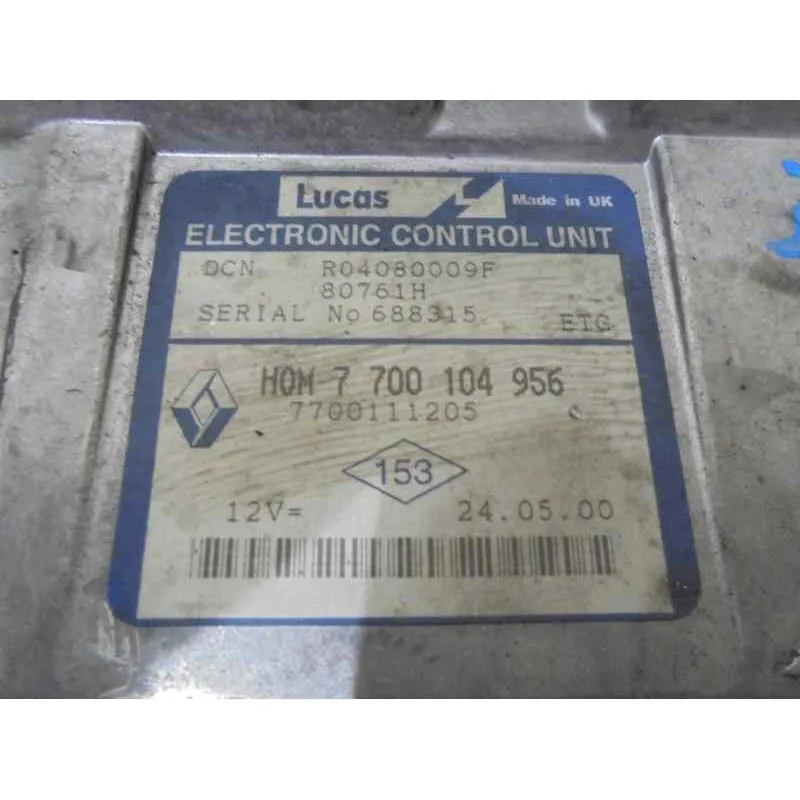 Lucas Made in UK
ELECTRONIC CONTROL UNIT
DCN R04080009F
80761H
SERIAL No 688315 ETG
HOM 7 700 104 956
7700111205
153
12V= 24.05.00